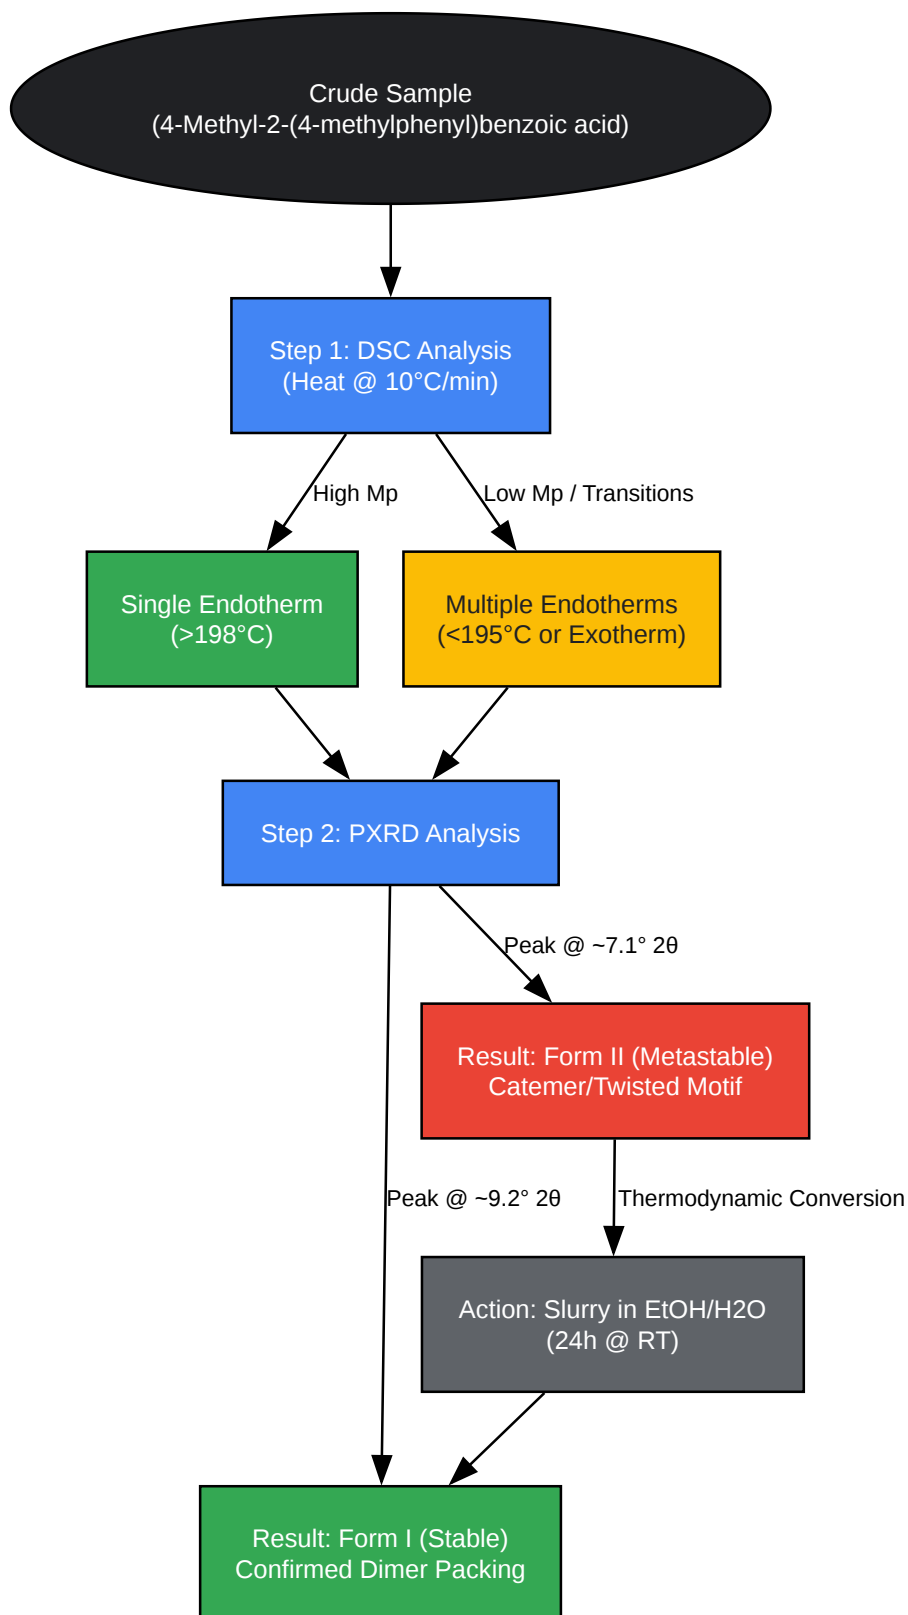 Crude Sample
(4-Methyl-2-(4-methylphenyl)benzoic acid)
Step 1: DSC Analysis
(Heat @ 10°C/min)
High Mp
Low Mp / Transitions
Single Endotherm
(>198°C)
Multiple Endotherms
(<195°C or Exotherm)
Step 2: PXRD Analysis
Peak @ ~7.1° 2θ
Result: Form II (Metastable)
Catemer/Twisted Motif
Peak @ ~9.2° 2θ
Thermodynamic Conversion
Action: Slurry in EtOH/H2O
(24h @ RT)
Result: Form I (Stable)
Confirmed Dimer Packing